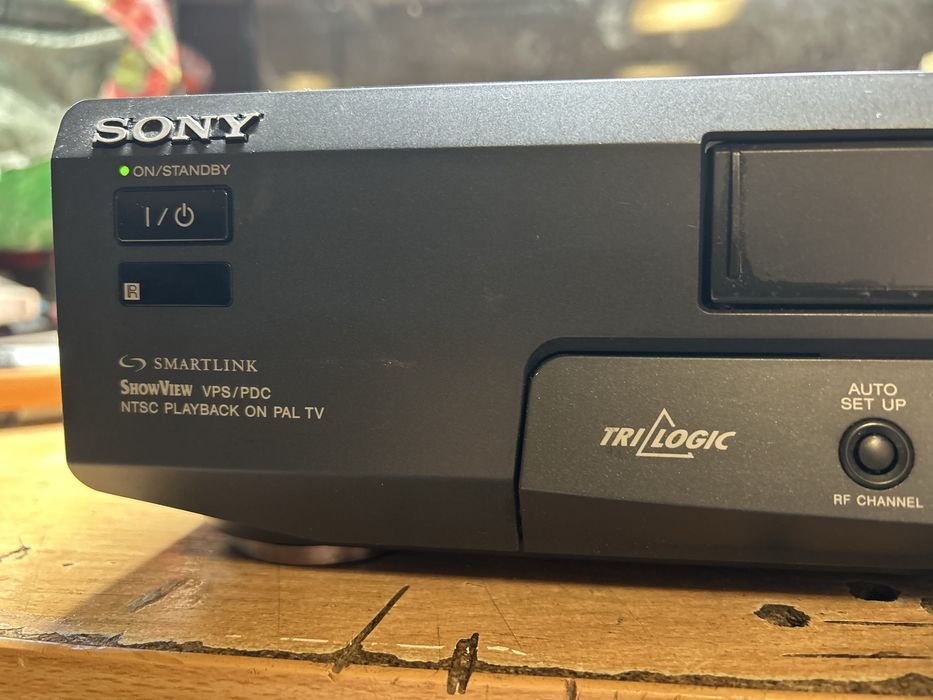 SONY
ON/STANDBY
I/⏻
R
SMARTLINK
SHOWVIEW VPS/PDC
NTSC PLAYBACK ON PAL TV
TRILOGIC
AUTO
SET UP
RF CHANNEL